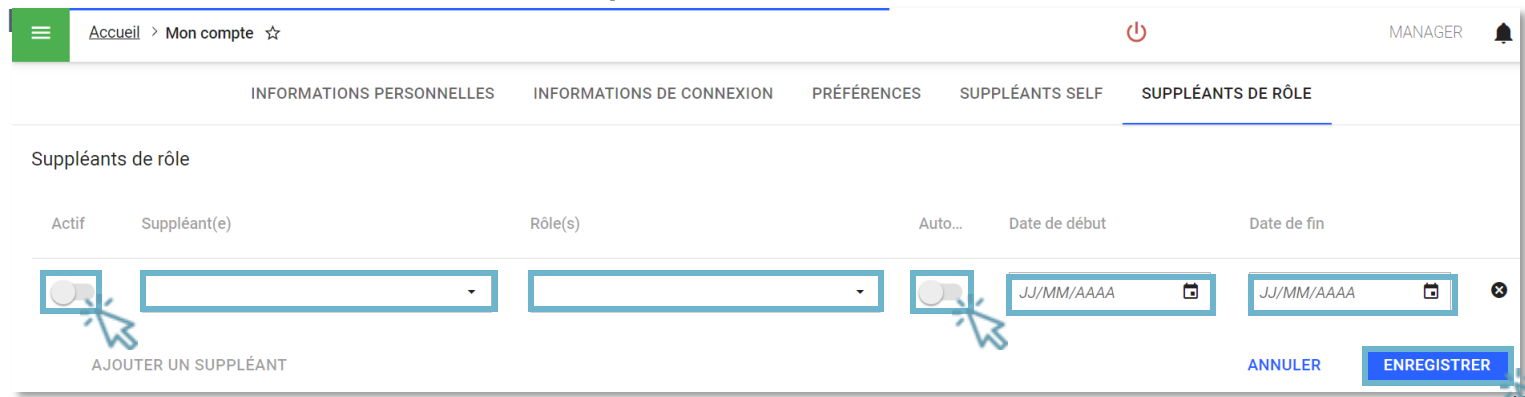 Accueil > Mon compte
MANAGER
INFORMATIONS PERSONNELLES INFORMATIONS DE CONNEXION PRÉFÉRENCES SUPPLÉANTS SELF SUPPLÉANTS DE RÔLE
Suppléants de rôle
Actif Suppléant(e) Rôle(s) Auto... Date de début Date de fin
JJ/MM/AAAA JJ/MM/AAAA
AJOUTER UN SUPPLÉANT ANNULER ENREGISTRER